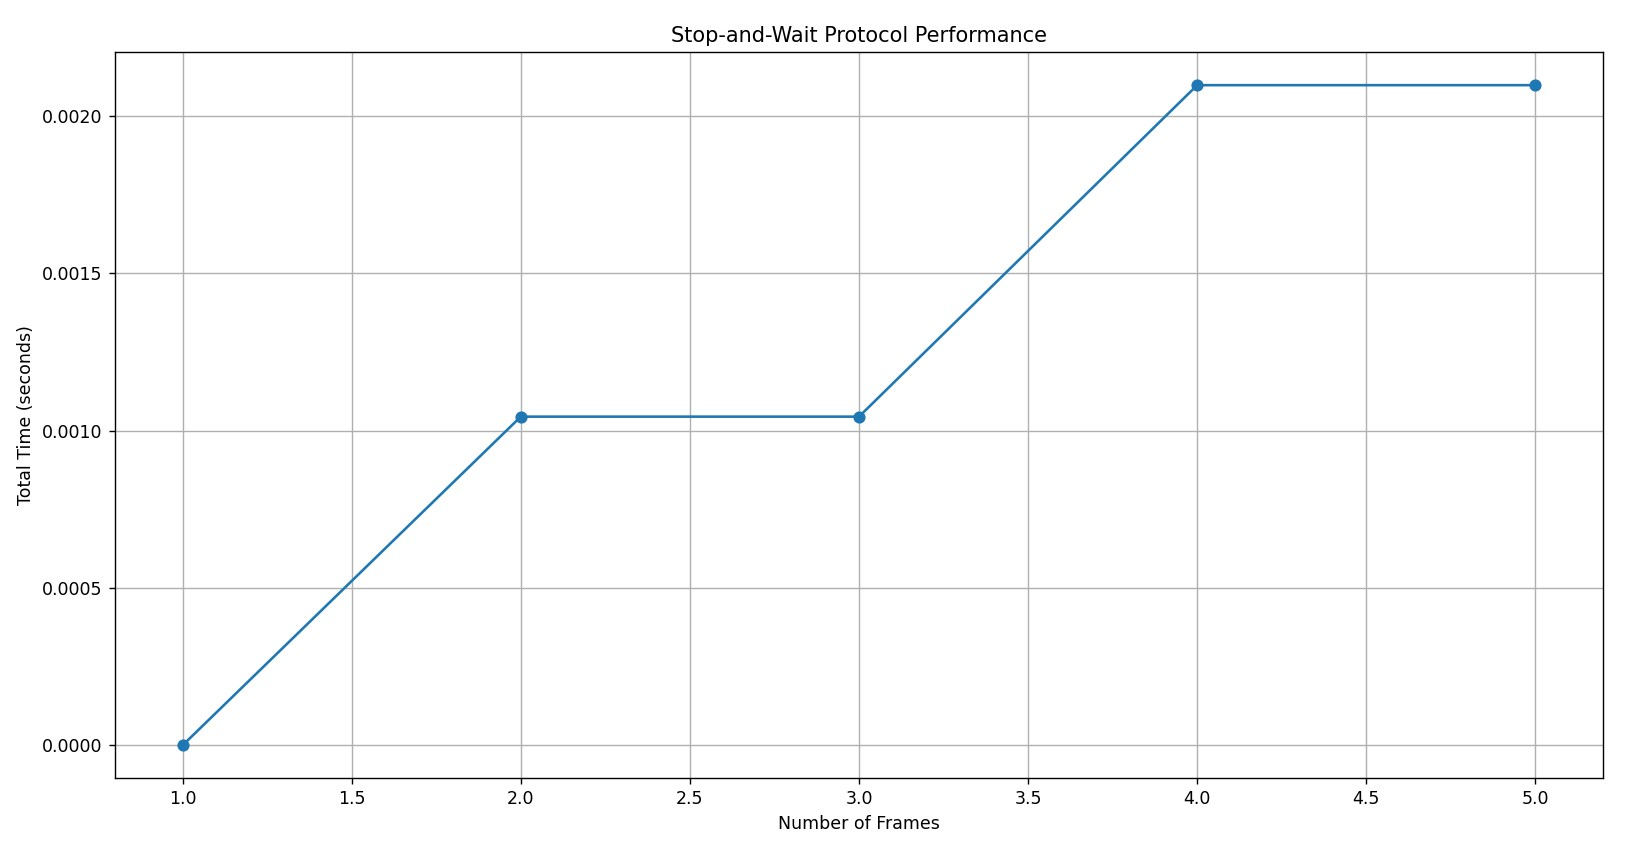 Stop-and-Wait Protocol Performance
Total Time (seconds)
0.0020
0.0015
0.0010
0.0005
0.0000
1.0 1.5 2.0 2.5 3.0 3.5 4.0 4.5 5.0
Number of Frames